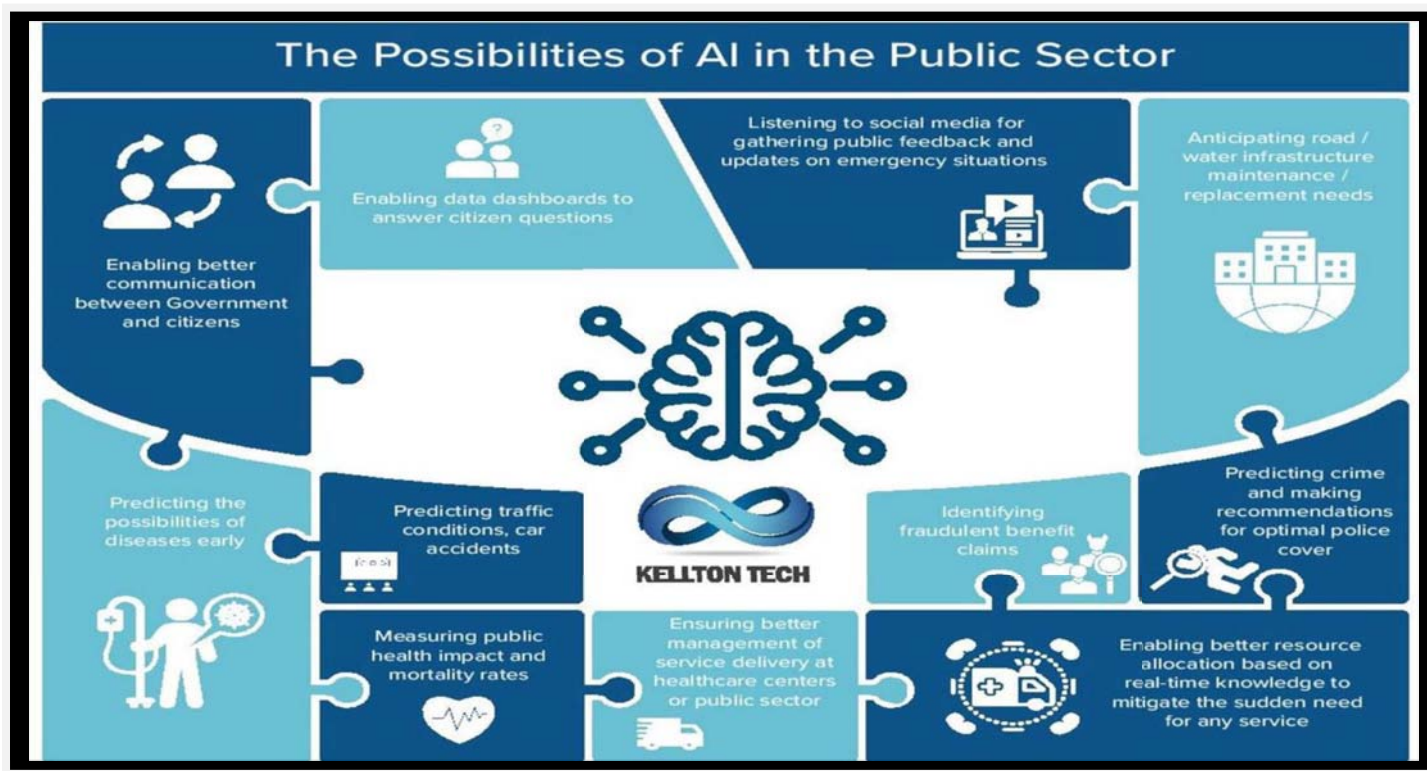 The Possibilities of AI in the Public Sector
Enabling better
communication
between Government
and citizens
Enabling data dashboards to
answer citizen questions
?
Listening to social media for
gathering public feedback and
updates on emergency situations
Anticipating road /
water infrastructure
maintenance /
replacement needs
Predicting the
possibilities of
diseases early
Predicting traffic
conditions, car
accidents
KELLTON TECH
Identifying
fraudulent benefit
claims
Predicting crime
and making
recommendations
for optimal police
cover
Measuring public
health impact and
mortality rates
Ensuring better
management of
service delivery at
healthcare centers
or public sector
Enabling better resource
allocation based on
real-time knowledge to
mitigate the sudden need
for any service